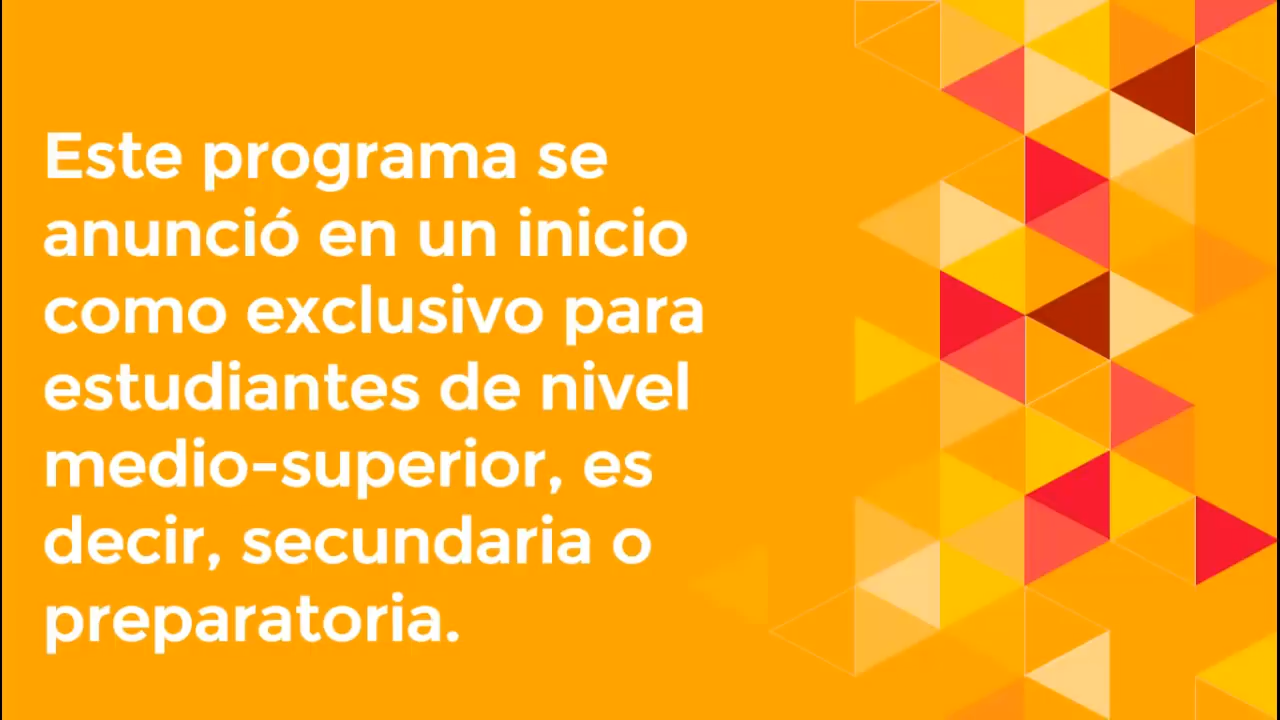 Este programa se
anunció en un inicio
como exclusivo para
estudiantes de nivel
medio-superior, es
decir, secundaria o
preparatoria.